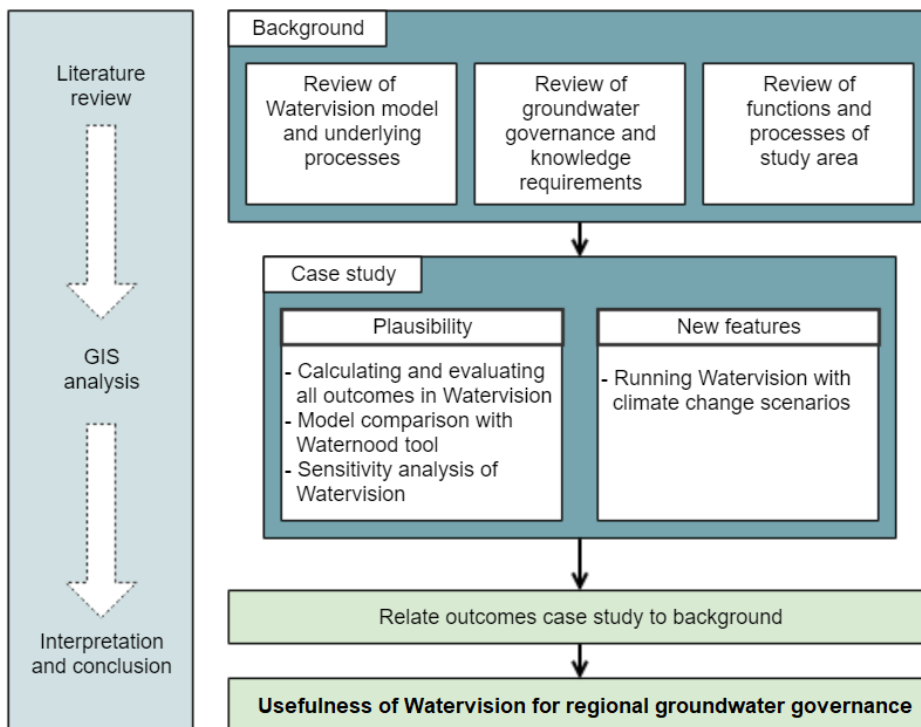 Literature
review
GIS
analysis
Interpretation
and conclusion
Background
Review of
Watervision model
and underlying
processes
Review of
groundwater
governance and
knowledge
requirements
Review of
functions and
processes of
study area
Case study
Plausibility
- Calculating and evaluating
all outcomes in Watervision
- Model comparison with
Waternood tool
- Sensitivity analysis of
Watervision
New features
- Running Watervision with
climate change scenarios
Relate outcomes case study to background
Usefulness of Watervision for regional groundwater governance